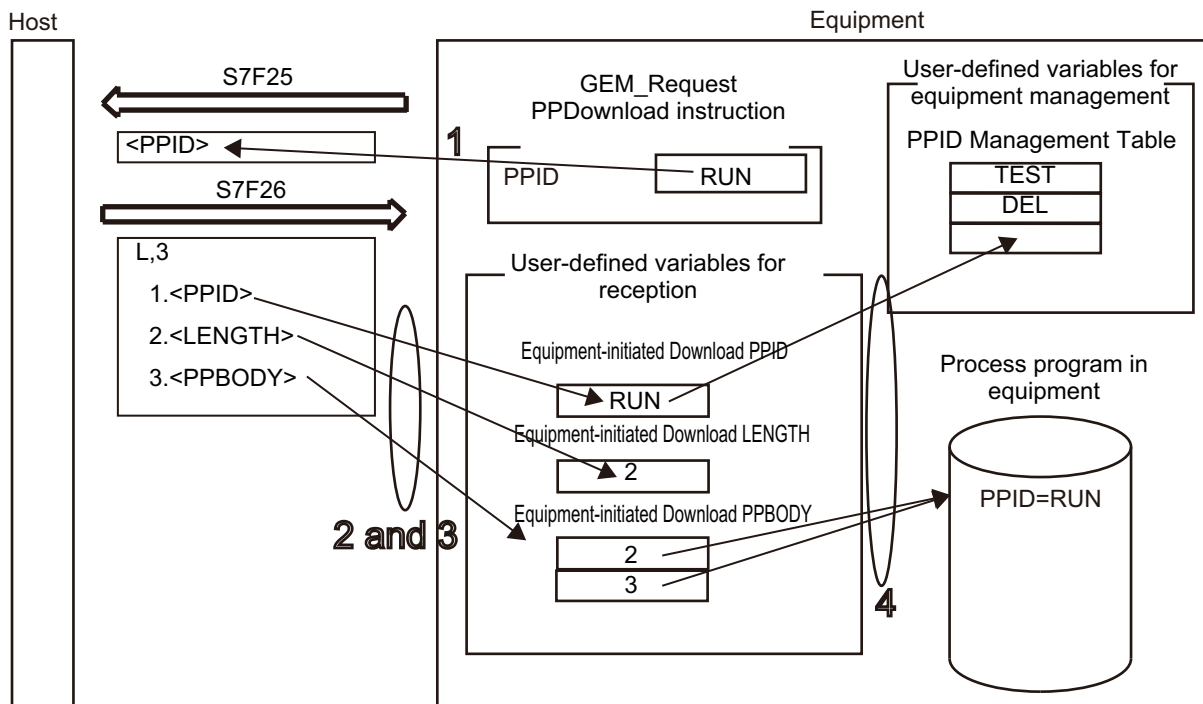 Host
Equipment
S7F25
<PPID>
1
GEM_Request
PPDownload instruction
PPID
RUN
User-defined variables for
equipment management
PPID Management Table
TEST
DEL
S7F26
L,3
1.<PPID>
2.<LENGTH>
3.<PPBODY>
2 and 3
User-defined variables for
reception
Equipment-initiated Download PPID
RUN
Equipment-initiated Download LENGTH
2
Equipment-initiated Download PPBODY
2
3
4
Process program in
equipment
PPID=RUN